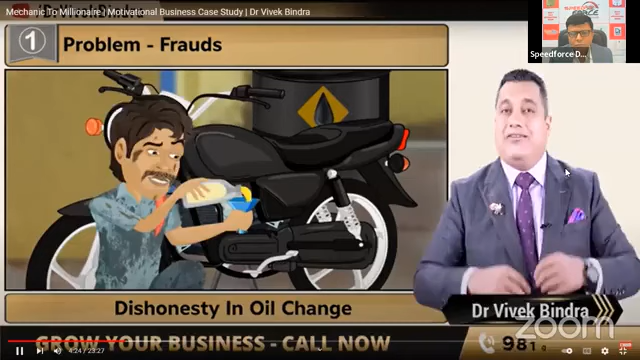 Mechanic To Millionaire | Motivational Business Case Study | Dr Vivek Bindra
Speedforce D...
1 Problem - Frauds
Dishonesty In Oil Change
Dr Vivek Bindra
GROW YOUR BUSINESS - CALL NOW
981
zoom
4:24 / 23:27